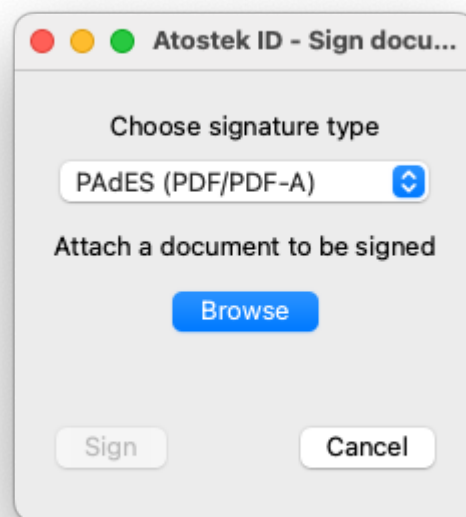 Atostek ID - Sign docu...
Choose signature type
PAdES (PDF/PDF-A)
Attach a document to be signed
Browse
Sign
Cancel